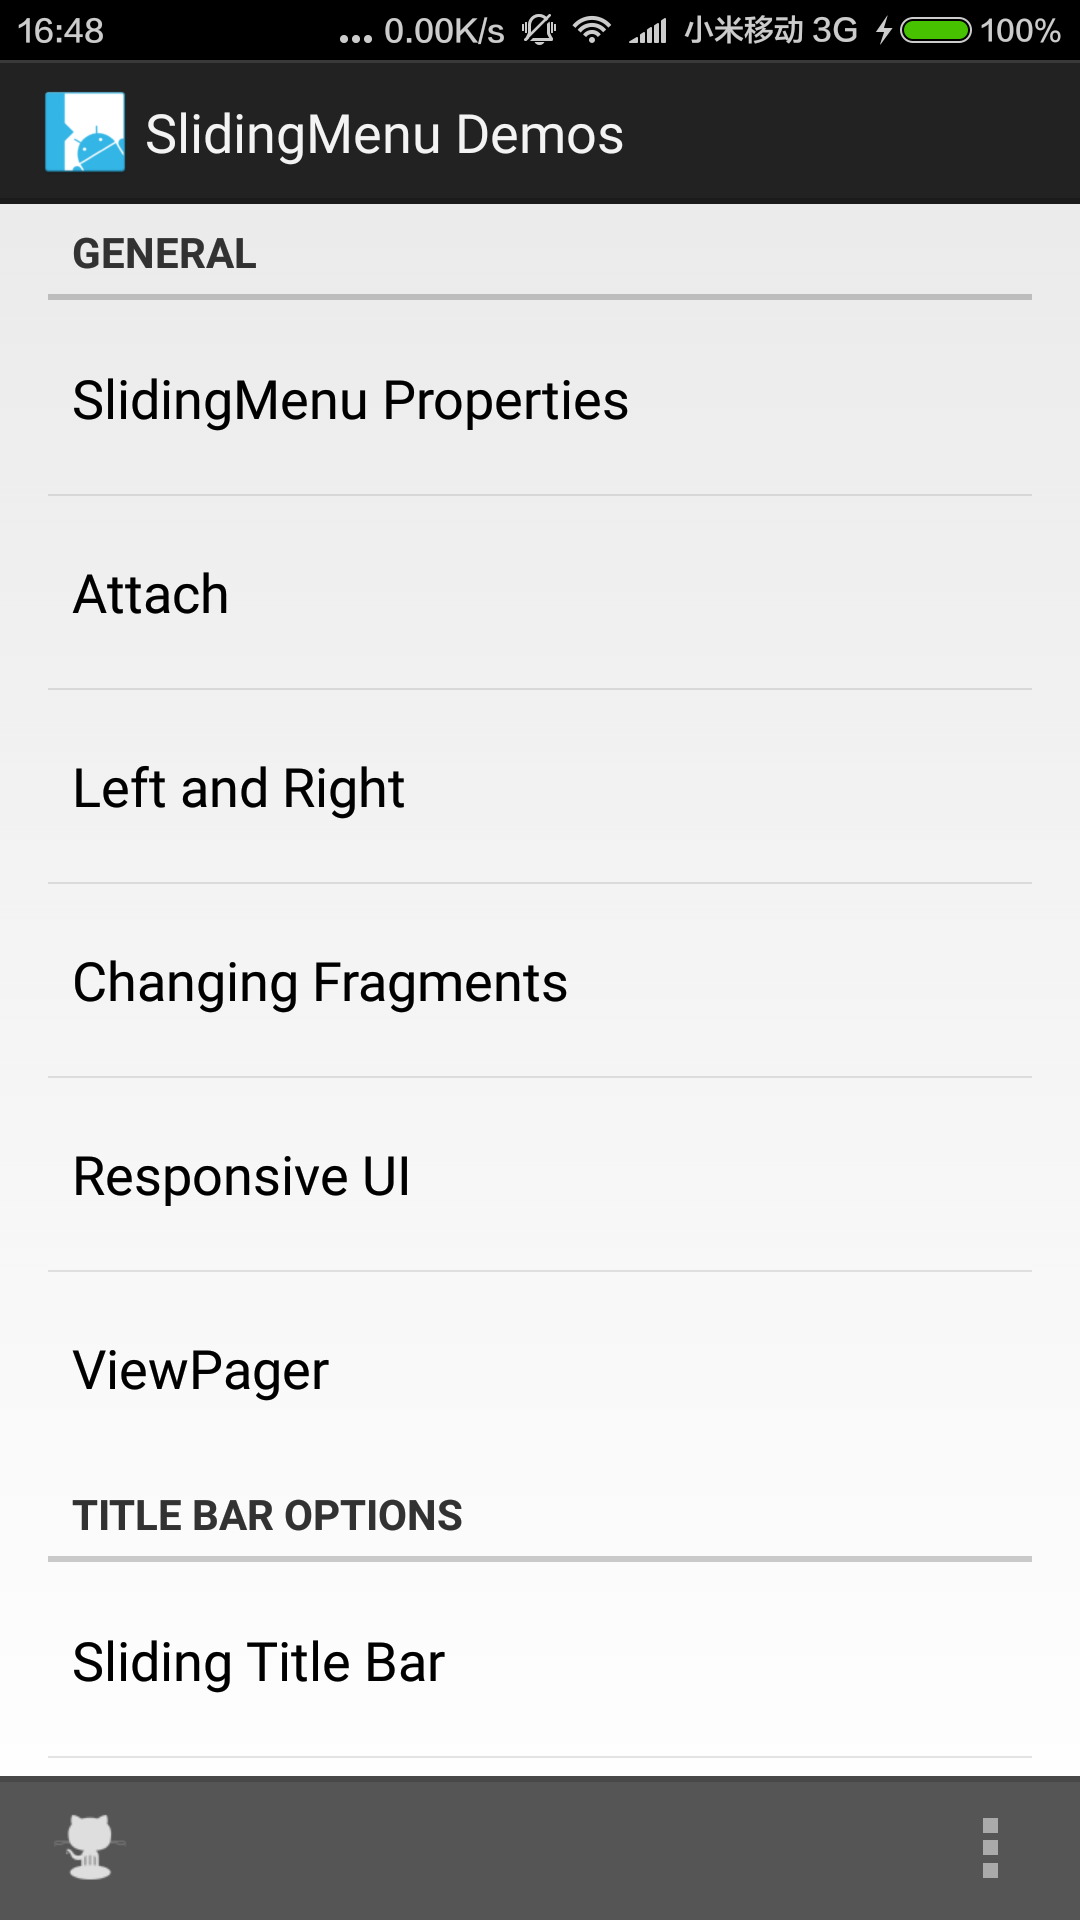 16:48 ... 0.00K/s 小米移动 3G 100%
SlidingMenu Demos
GENERAL
SlidingMenu Properties
Attach
Left and Right
Changing Fragments
Responsive UI
ViewPager
TITLE BAR OPTIONS
Sliding Title Bar